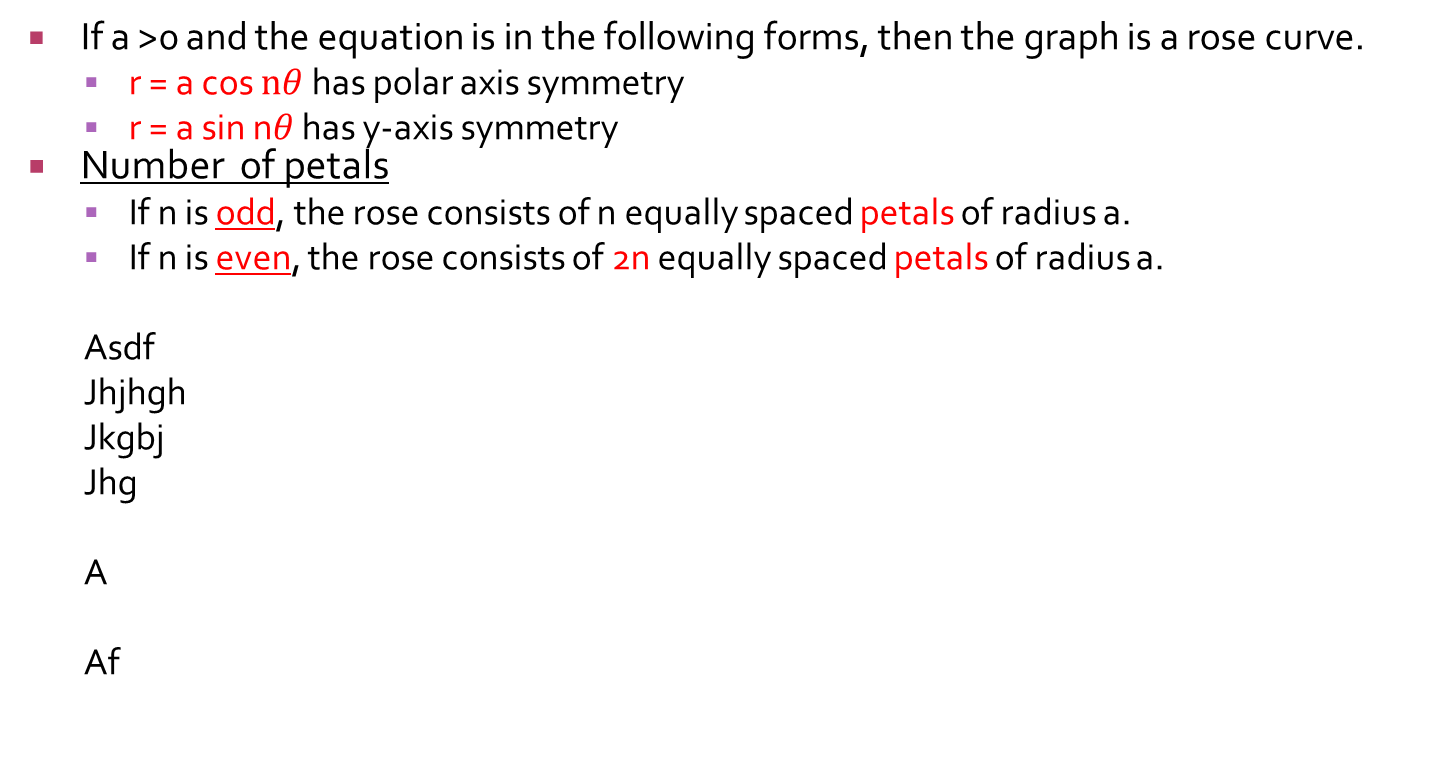 If a >0 and the equation is in the following forms, then the graph is a rose curve.
r = a cos n𝜃 has polar axis symmetry
r = a sin n𝜃 has y-axis symmetry
Number of petals
If n is odd, the rose consists of n equally spaced petals of radius a.
If n is even, the rose consists of 2n equally spaced petals of radius a.
Asdf
Jhjhgh
Jkgbj
Jhg
A
Af